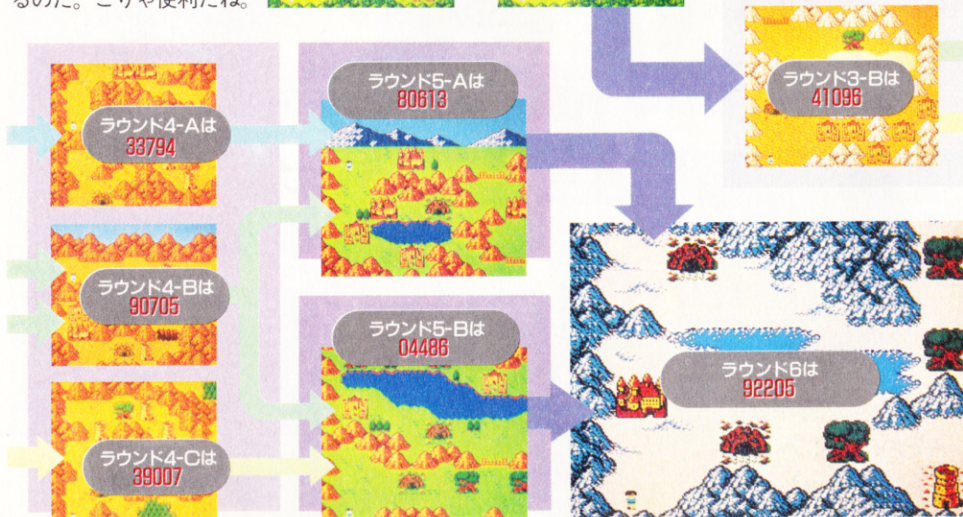 るのだ。こりゃ便利だね。
ラウンド3-Bは
41096
ラウンド4-Aは
33794
ラウンド5-Aは
80613
ラウンド4-Bは
90705
ラウンド5-Bは
04486
ラウンド6は
92205
ラウンド4-Cは
39007